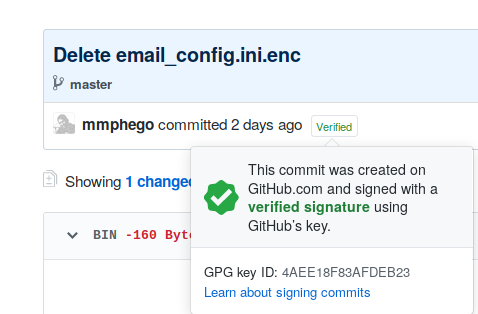 Delete email_config.ini.enc
master
mmphego committed 2 days ago Verified
This commit was created on
GitHub.com and signed with a
verified signature using
GitHub's key.
Showing 1 change
BIN -160 Byt
GPG key ID: 4AEE18F83AFDEB23
Learn about signing commits